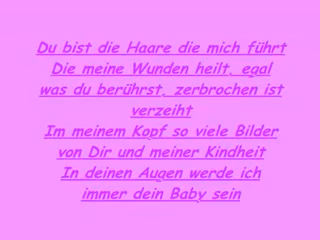 Du bist die Haare die mich führt
Die meine Wunden heilt, egal
was du berührst, zerbrochen ist
verzeiht
Im meinem Kopf so viele Bilder
von Dir und meiner Kindheit
In deinen Augen werde ich
immer dein Baby sein